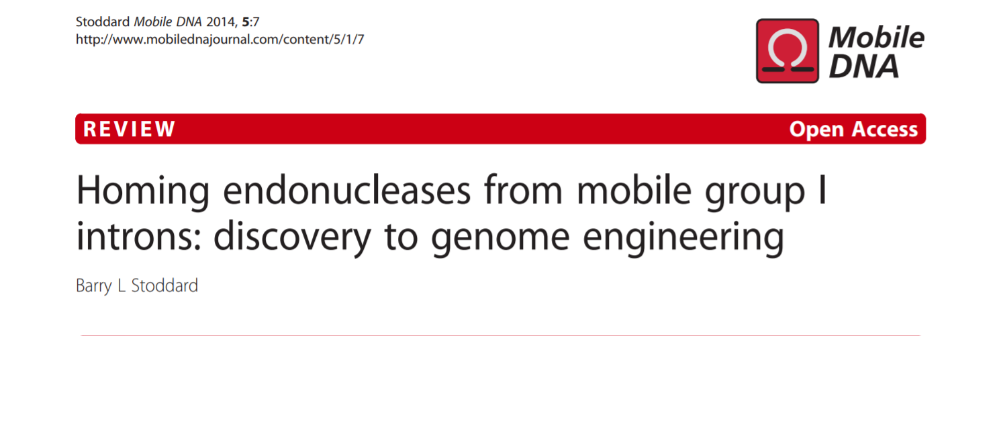 Stoddard Mobile DNA 2014, 5:7
http://www.mobilednajournal.com/content/5/1/7
Mobile
DNA
REVIEW
Open Access
Homing endonucleases from mobile group I
introns: discovery to genome engineering
Barry L Stoddard